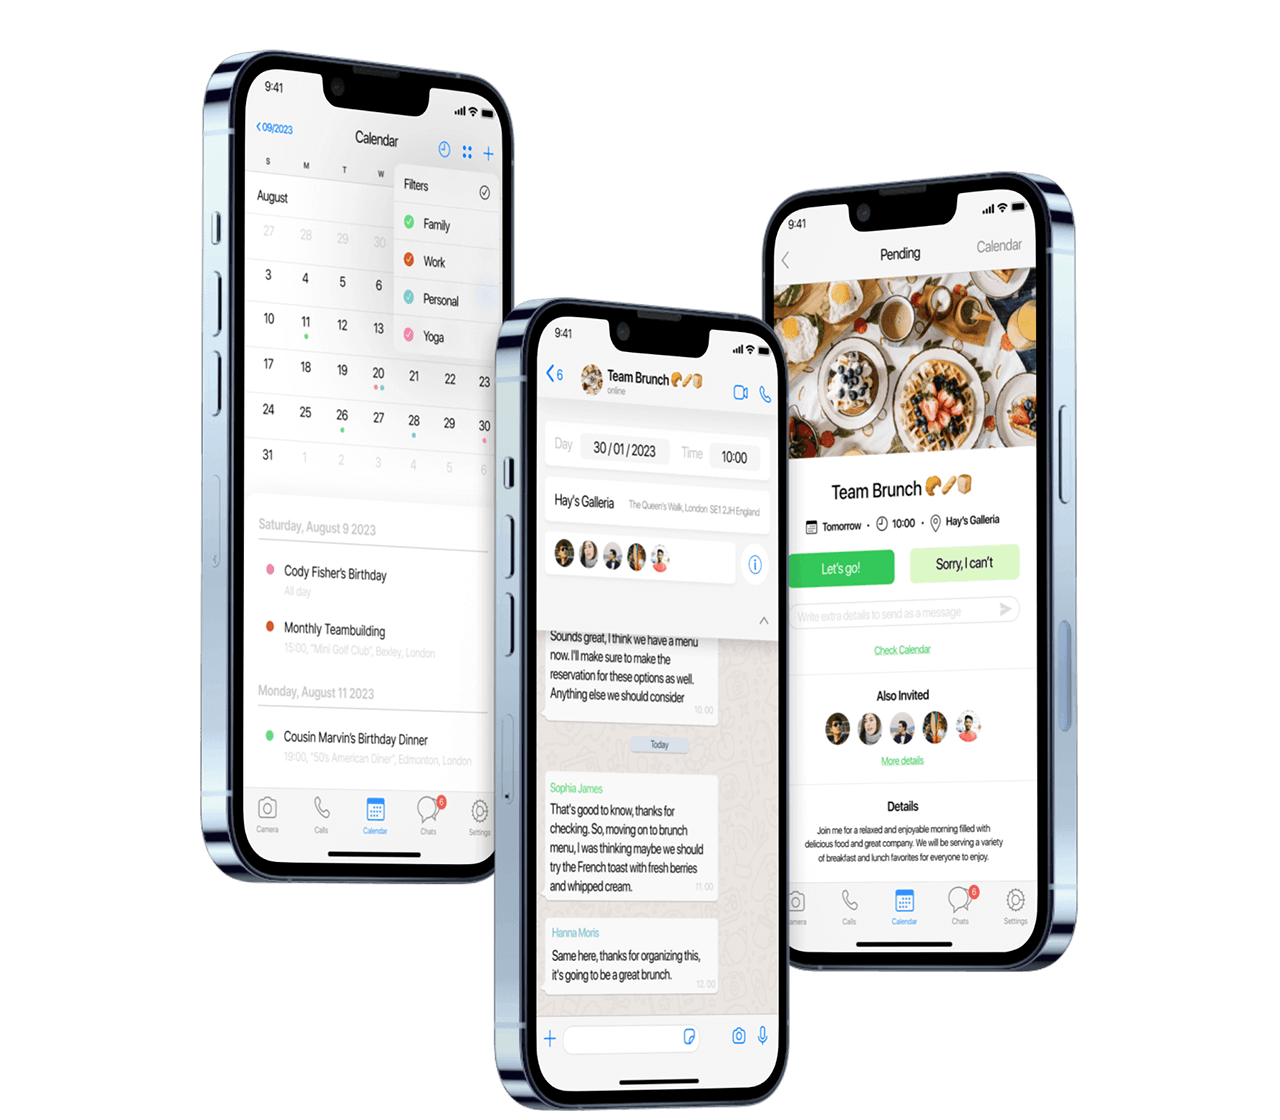 9:41
09/2023
Calendar
S M T W
Filters
August
Family
27 28 29 30
Work
3 4 5 6
Personal
10 11 12 13
Yoga
17 18 19 20 21 22 23
24 25 26 27 28 29 30
31 1 2 3 4 5 6
Saturday, August 9 2023
Cody Fisher's Birthday
All day
Monthly Teambuilding
15:00, "Mini Golf Club", Bexley, London
Monday, August 11 2023
Cousin Marvin's Birthday Dinner
19:00, "50's American Diner", Edmonton, London
6
Camera Calls Calendar Chats Settings
9:41
6
Team Brunch
online
Day 30/01/2023 Time 10:00
Hay's Galleria The Queen's Walk, London SE1 2JH England
Sounds great, I think we have a menu
now. I'll make sure to make the
reservation for these options as well.
Anything else we should consider
10:00
Today
Sophia James
That's good to know, thanks for
checking. So, moving on to brunch
menu, I was thinking maybe we should
try the French toast with fresh berries
and whipped cream.
11:00
Hanna Moris
Same here, thanks for organizing this,
it's going to be a great brunch.
12:00
9:41
Pending Calendar
Team Brunch
Tomorrow · 10:00 · Hay's Galleria
Let's go! Sorry, I can't
Write extra details to send as a message
Check Calendar
Also Invited
More details
Details
Join me for a relaxed and enjoyable morning filled with
delicious food and great company. We will be serving a variety
of breakfast and lunch favorites for everyone to enjoy.
6
amera Calls Calendar Chats Settings